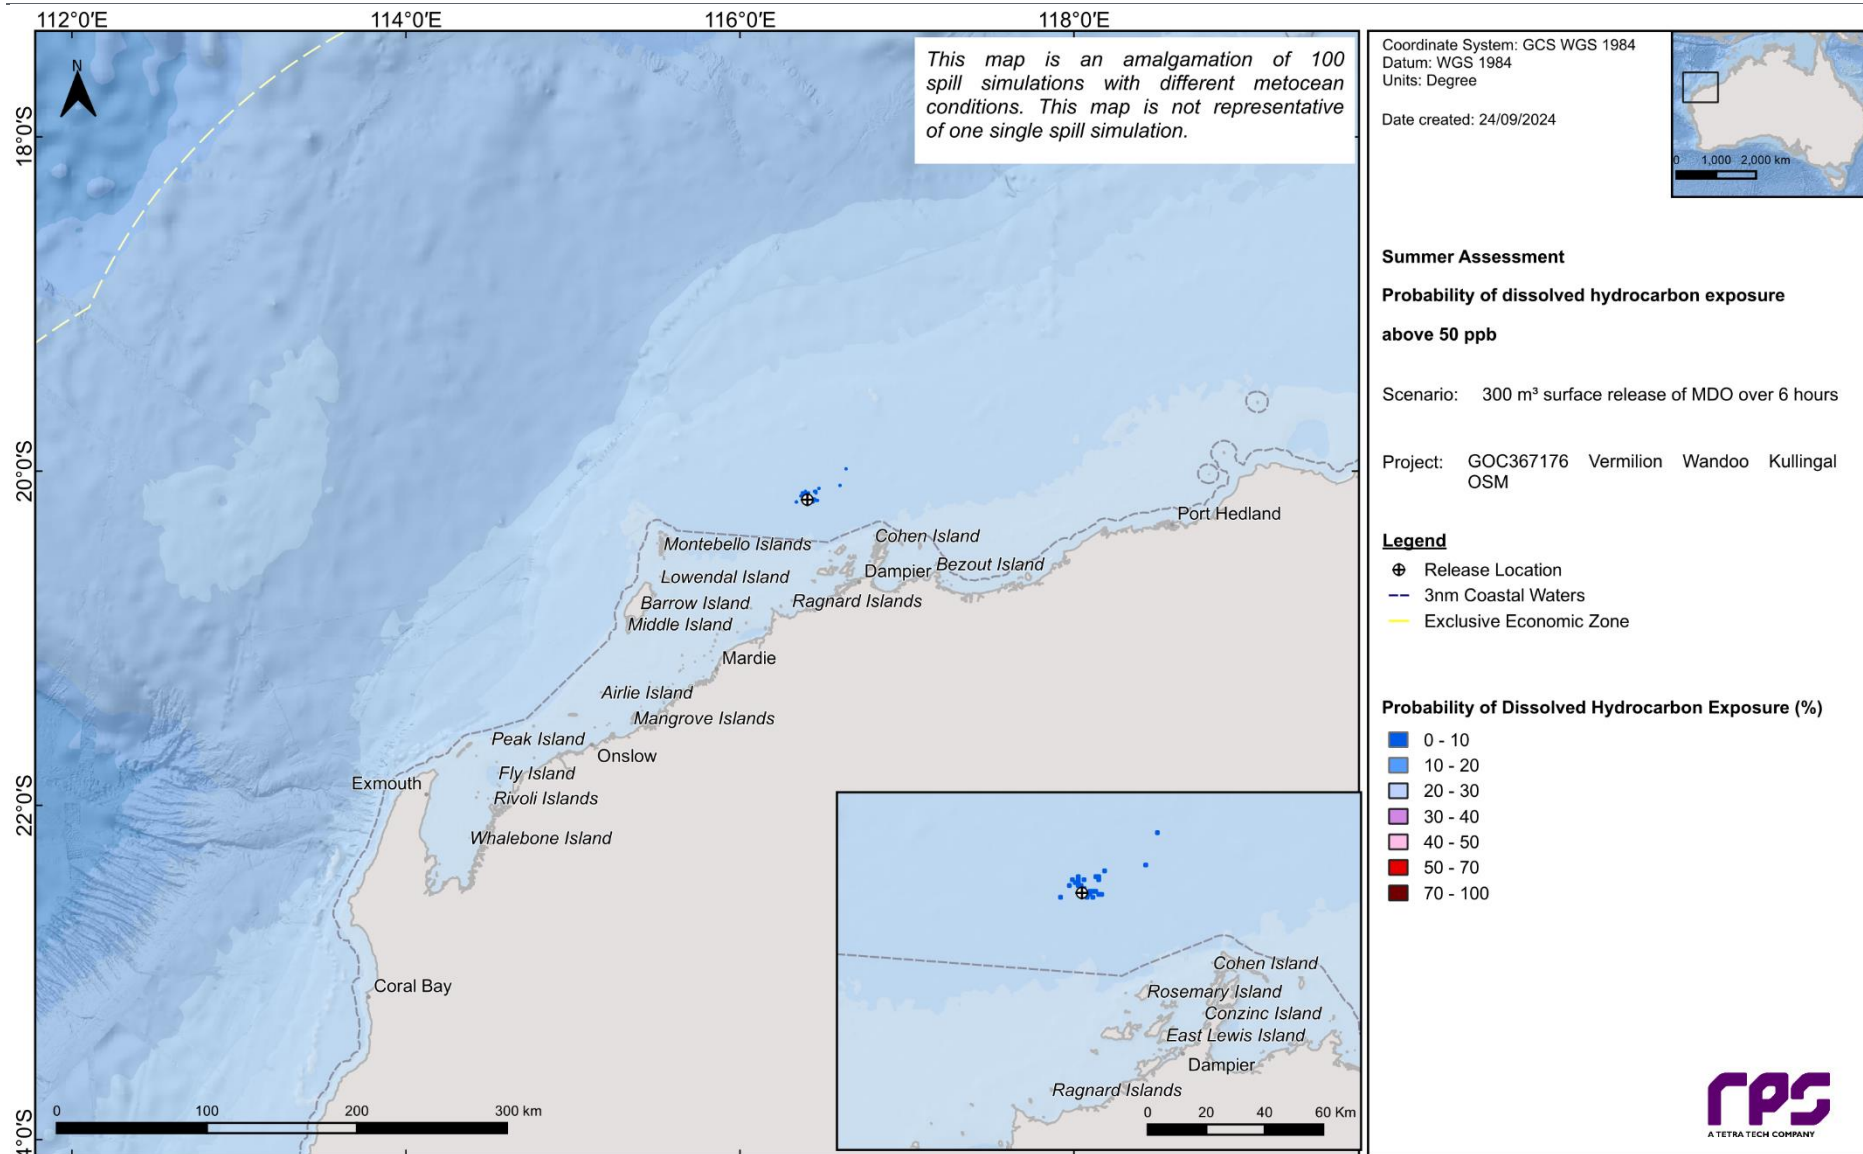 112°0'E 114°0'E 116°0'E 118°0'E
N
This map is an amalgamation of 100
spill simulations with different metocean
conditions. This map is not representative
of one single spill simulation.
18°0'S
20°0'S
22°0'S
4°0'S
Montebello Islands
Cohen Island
Port Hedland
Lowendal Island
Dampier
Bezout Island
Barrow Island
Ragnard Islands
Middle Island
Mardie
Airlie Island
Mangrove Islands
Peak Island
Onslow
Exmouth
Fly Island
Rivoli Islands
Whalebone Island
Coral Bay
0 100 200 300 km
Cohen Island
Rosemary Island
Conzinc Island
East Lewis Island
Dampier
Ragnard Islands
0 20 40 60 Km
Coordinate System: GCS WGS 1984
Datum: WGS 1984
Units: Degree
Date created: 24/09/2024
0 1,000 2,000 km
Summer Assessment
Probability of dissolved hydrocarbon exposure
above 50 ppb
Scenario: 300 m³ surface release of MDO over 6 hours
Project: GOC367176 Vermilion Wandoo Kullingal
OSM
Legend
Release Location
3nm Coastal Waters
Exclusive Economic Zone
Probability of Dissolved Hydrocarbon Exposure (%)
0 - 10
10 - 20
20 - 30
30 - 40
40 - 50
50 - 70
70 - 100
rps
A TETRA TECH COMPANY